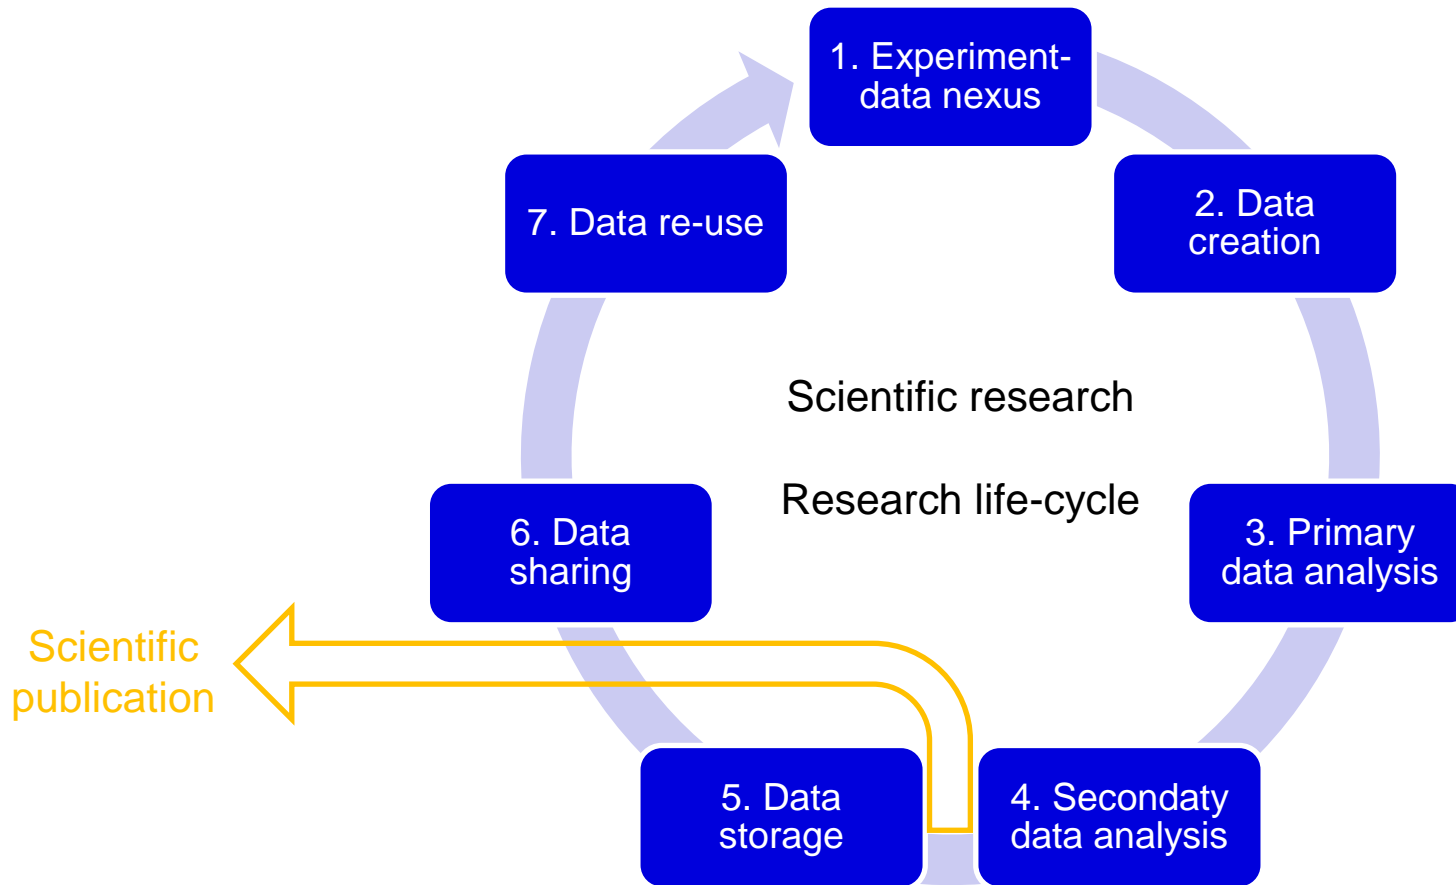 1. Experiment-
data nexus
2. Data
creation
3. Primary
data analysis
4. Secondaty
data analysis
5. Data
storage
6. Data
sharing
7. Data re-use
Scientific research
Research life-cycle
Scientific
publication